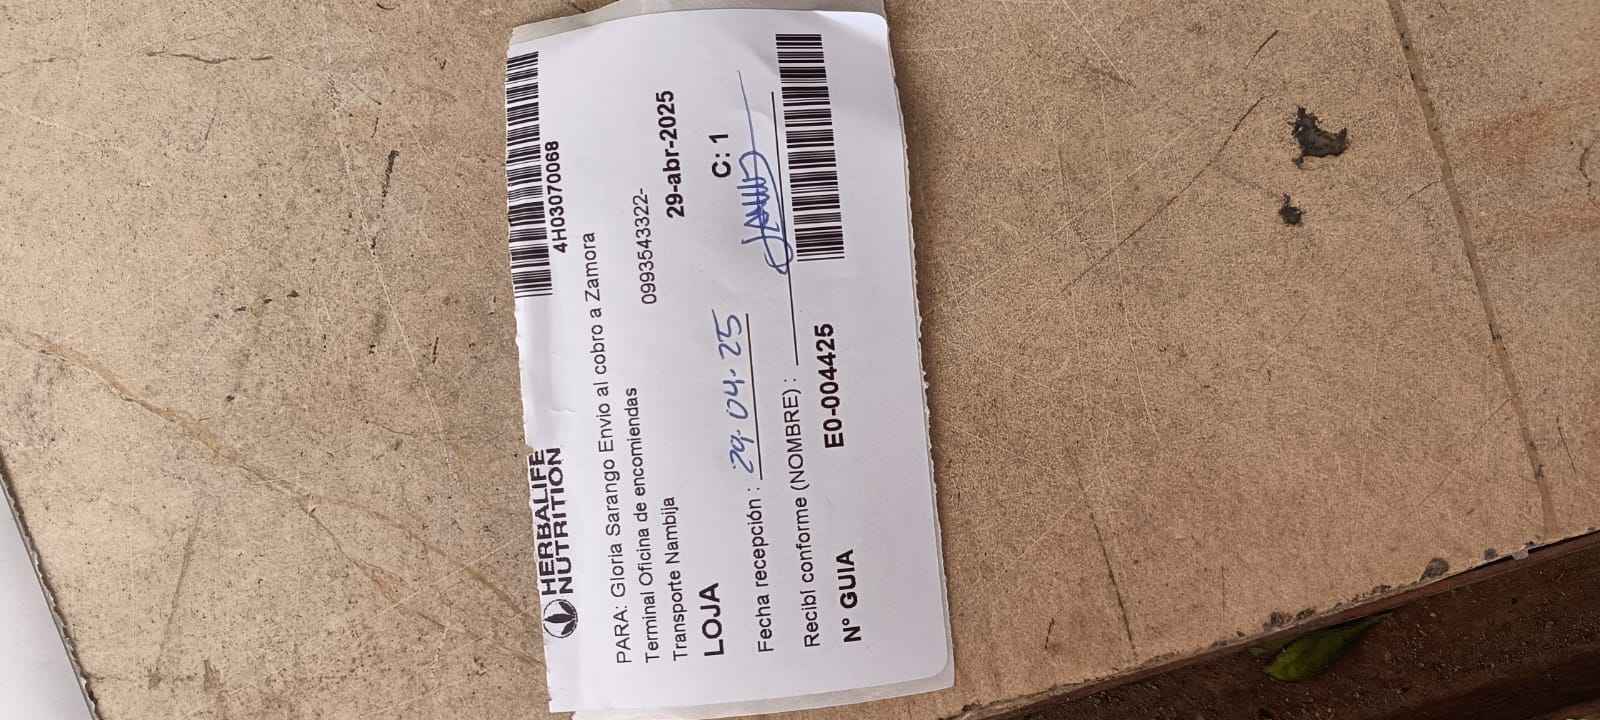 HERBALIFE
NUTRITION
4H03070068
PARA: Gloria Sarango Envio al cobro a Zamora
Terminal Oficina de encomiendas
Transporte Nambija
0993543322-
29-abr-2025
LOJA
C: 1
Fecha recepción : 29-04-25
Recibí conforme (NOMBRE) :
N° GUIA E0-004425